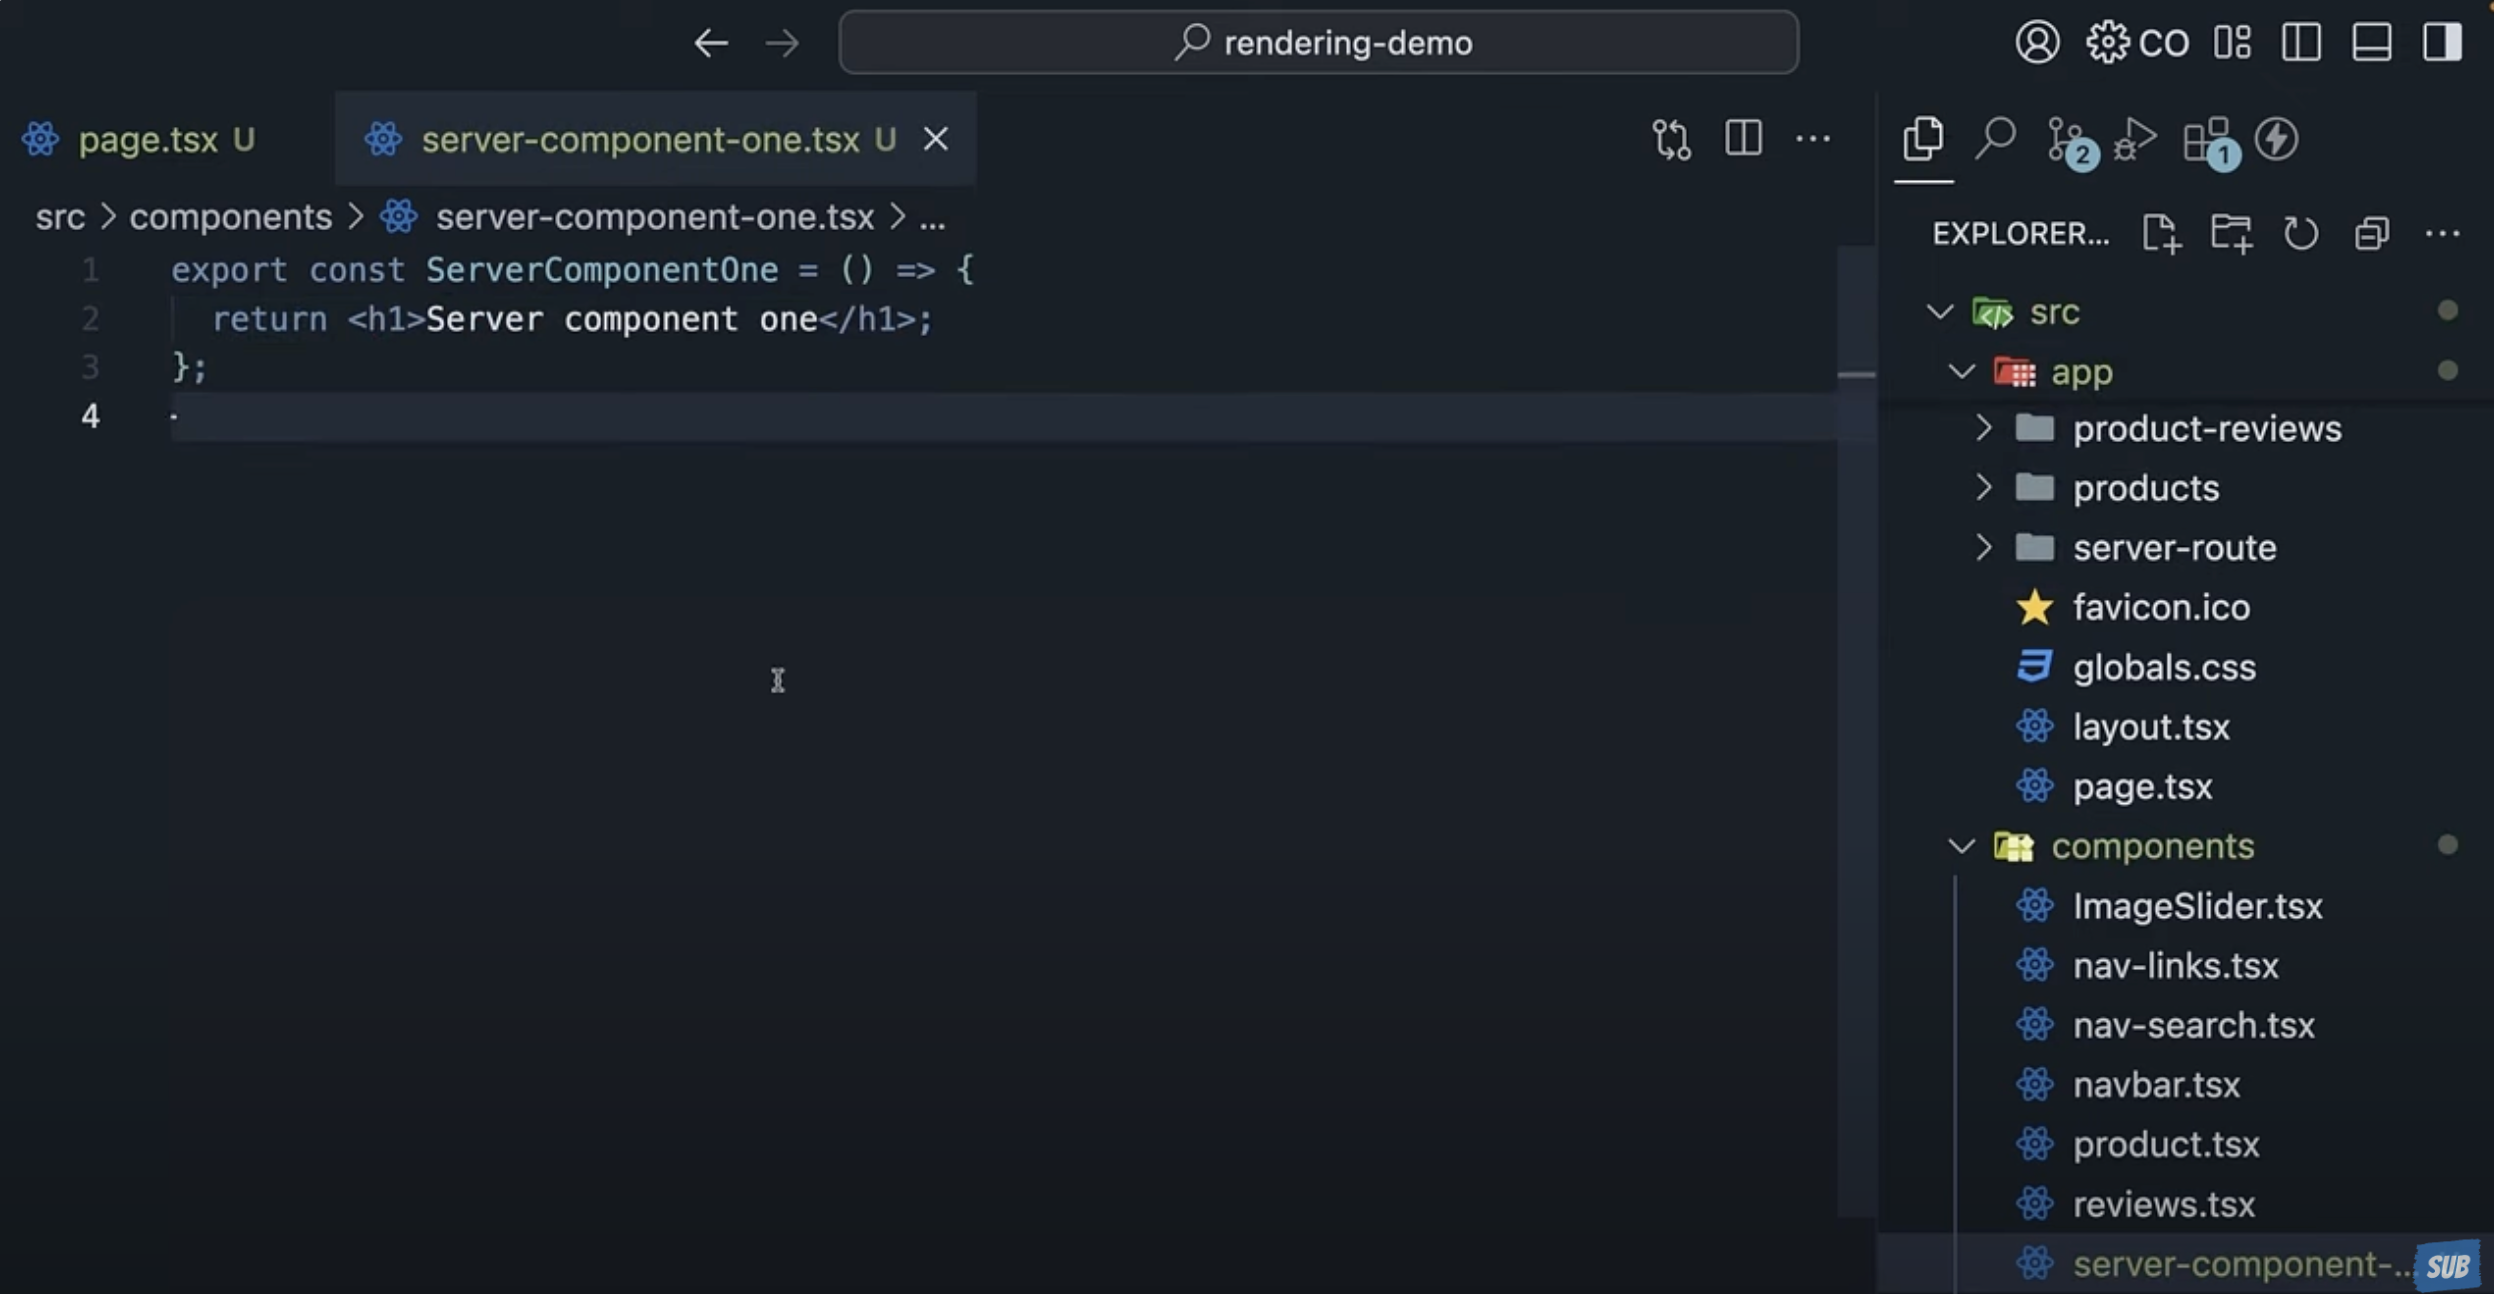 rendering-demo
CO
page.tsx U
server-component-one.tsx U
2
1
src > components > server-component-one.tsx > ...
EXPLORER...
1 export const ServerComponentOne = () => {
2 return <h1>Server component one</h1>;
3 };
4
src
app
product-reviews
products
server-route
favicon.ico
globals.css
layout.tsx
page.tsx
components
ImageSlider.tsx
nav-links.tsx
nav-search.tsx
navbar.tsx
product.tsx
reviews.tsx
server-component-...
SUB